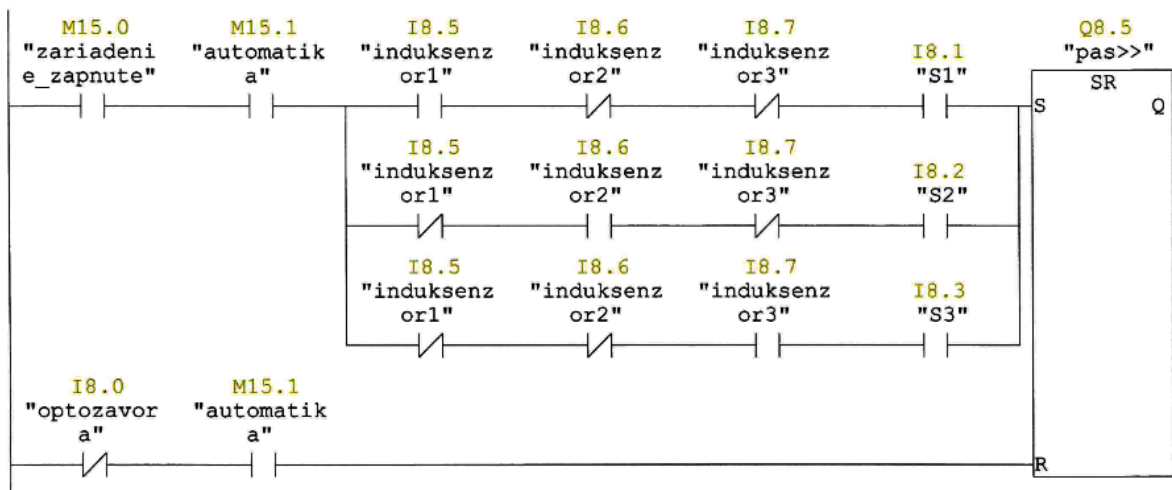 M15.0 M15.1 I8.5 I8.6 I8.7 Q8.5
"zariadeni "automatik "induksenz "induksenz "induksenz I8.1 "pas>>"
e_zapnute" a" or1" or2" or3" "S1" SR
S Q
I8.5 I8.6 I8.7
"induksenz "induksenz "induksenz I8.2
or1" or2" or3" "S2"
I8.5 I8.6 I8.7
"induksenz "induksenz "induksenz I8.3
or1" or2" or3" "S3"
I8.0 M15.1
"optozavor "automatik
a" a"
R